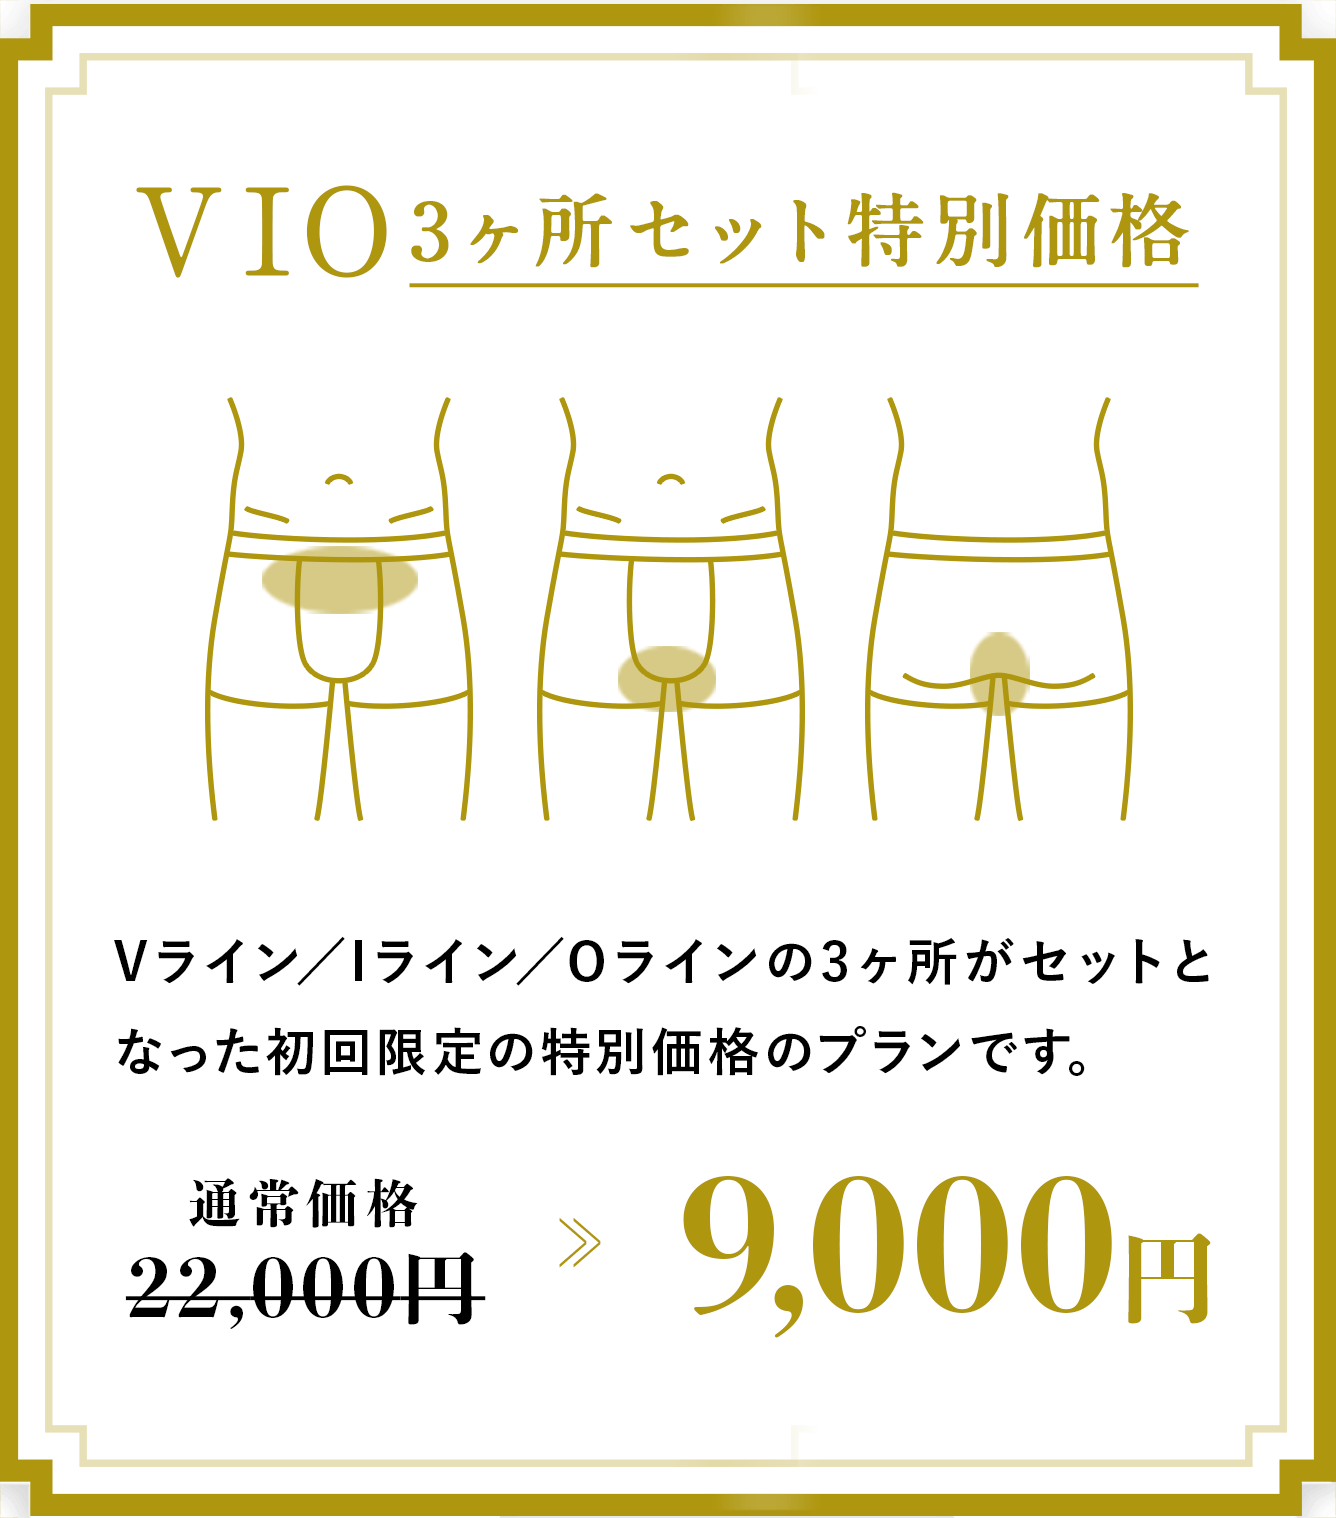 VIO3ヶ所セット特別価格
Vライン／Iライン／Oラインの3ヶ所がセットと
なった初回限定の特別価格のプランです。
通常価格
22,000円
9,000円